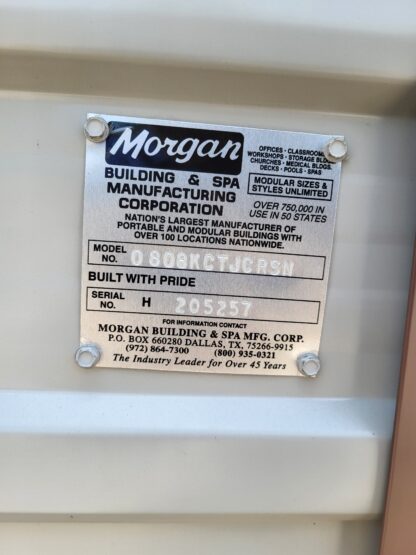 Morgan
OFFICES · CLASSROOM
WORKSHOPS · STORAGE BLDG
CHURCHES · MEDICAL BLDGS.
DECKS · POOLS · SPAS
BUILDING & SPA
MANUFACTURING
CORPORATION
MODULAR SIZES &
STYLES UNLIMITED
OVER 750,000 IN
USE IN 50 STATES
NATION'S LARGEST MANUFACTURER OF
PORTABLE AND MODULAR BUILDINGS WITH
OVER 100 LOCATIONS NATIONWIDE.
MODEL
NO.
0808KCTJCRSN
BUILT WITH PRIDE
SERIAL
NO.
H 205257
FOR INFORMATION CONTACT
MORGAN BUILDING & SPA MFG. CORP.
P.O. BOX 660280 DALLAS, TX, 75266-9915
(972) 864-7300 (800) 935-0321
The Industry Leader for Over 45 Years